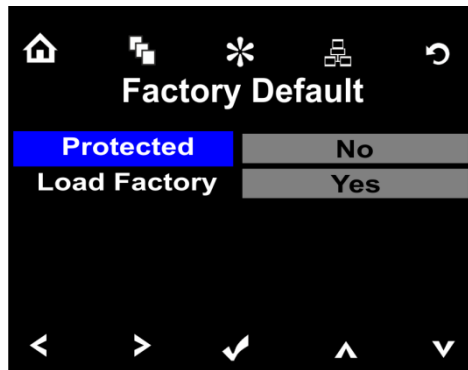 Factory Default
Protected No
Load Factory Yes